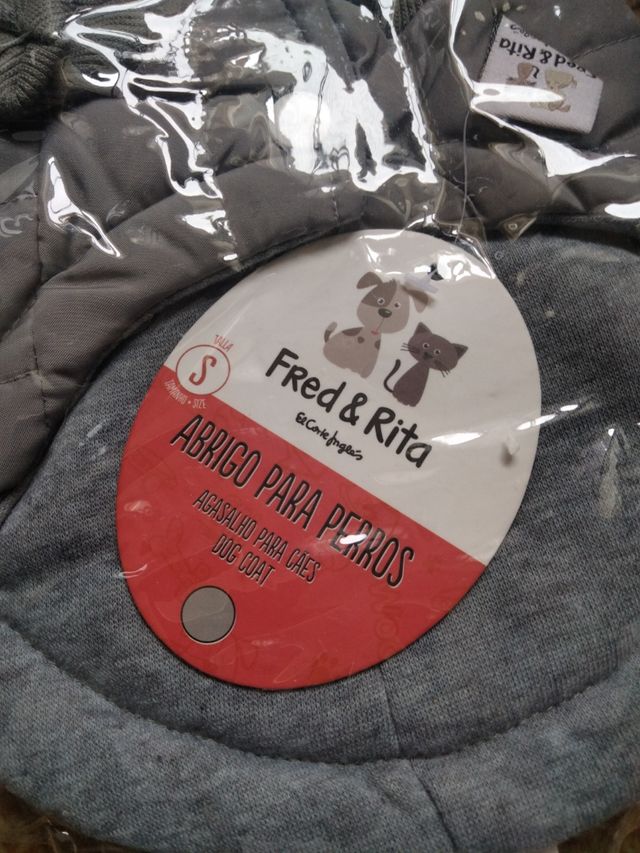 Fred & Rita
TALLA
S
TAMANHO • SIZE
FRed & Rita
El Corte Inglés
ABRIGO PARA PERROS
AGASALHO PARA CÃES
DOG COAT